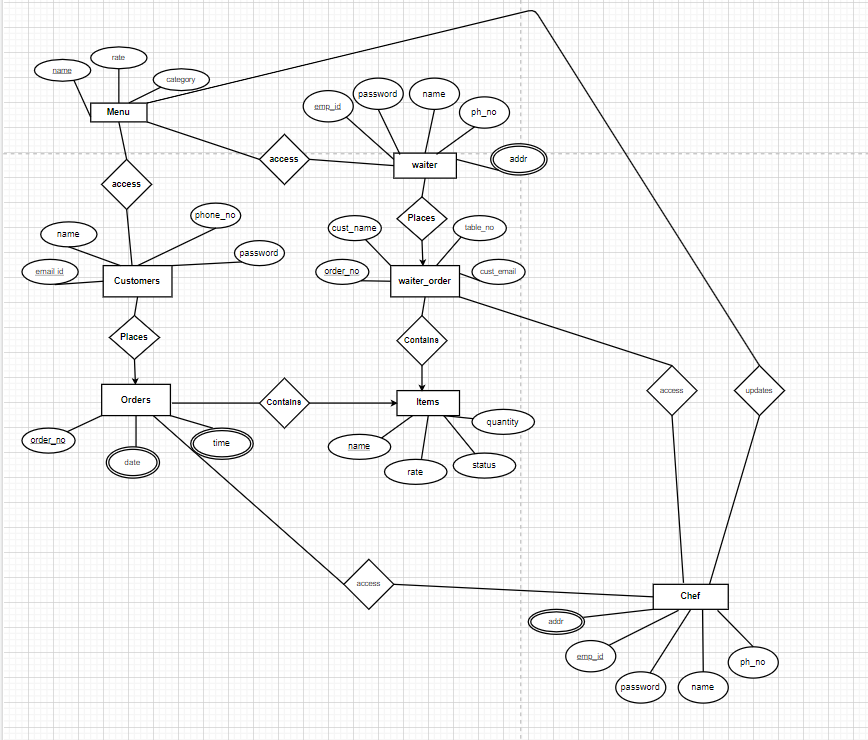 rate
name
category
Menu
password
name
emp_id
ph_no
access
waiter
addr
access
phone_no
Places
cust_name
table_no
name
password
email id
order_no
cust_email
Customers
waiter_order
Places
Contains
access
updates
Orders
Contains
Items
quantity
order_no
time
name
date
rate
status
access
Chef
addr
emp_id
ph_no
password
name